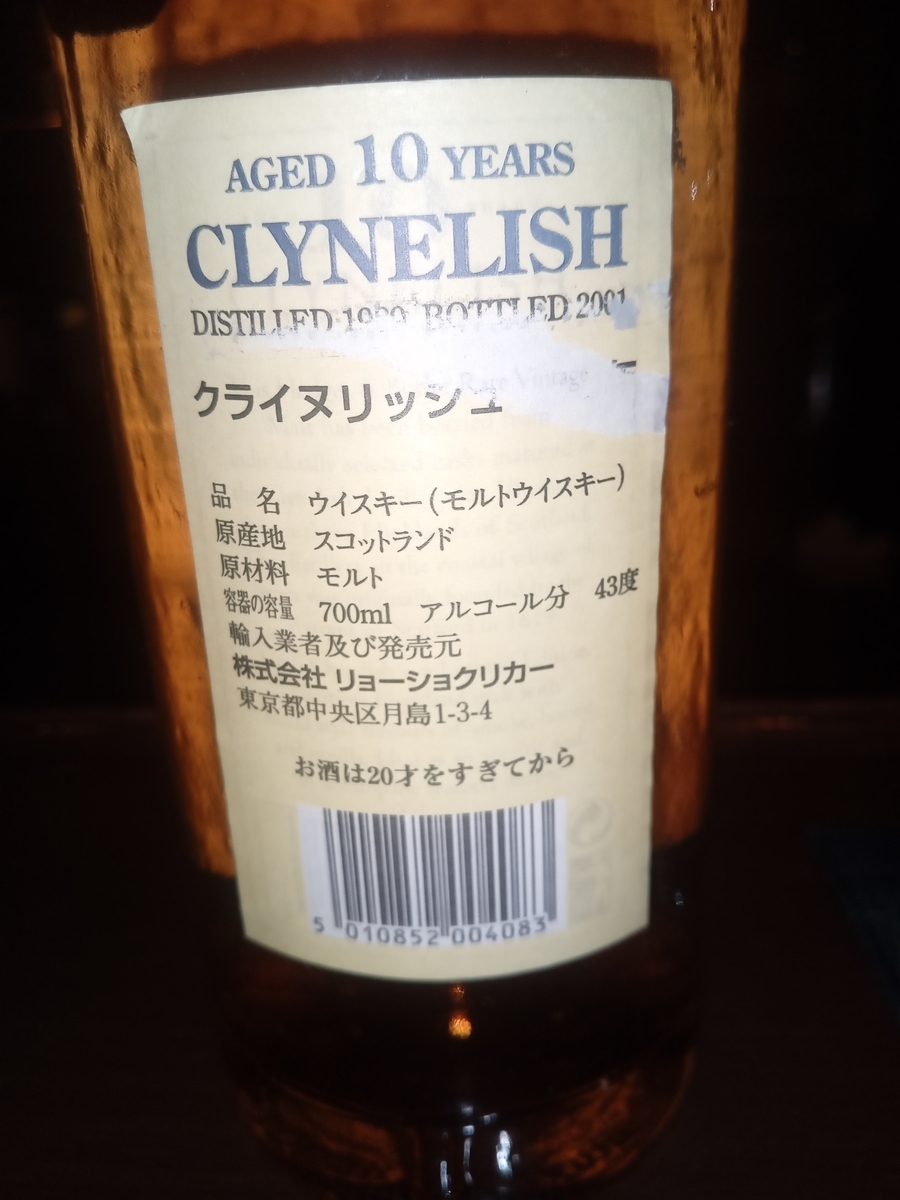 AGED 10 YEARS
CLYNELISH
DISTILLED BOTTLED 2001
クライヌリッシュ
品 名 ウイスキー(モルトウイスキー)
原産地 スコットランド
原材料 モルト
容器の容量 700ml アルコール分 43度
輸入業者及び発売元
株式会社 リョーショクリカー
東京都中央区月島1-3-4
お酒は20才をすぎてから
5 010852 004083